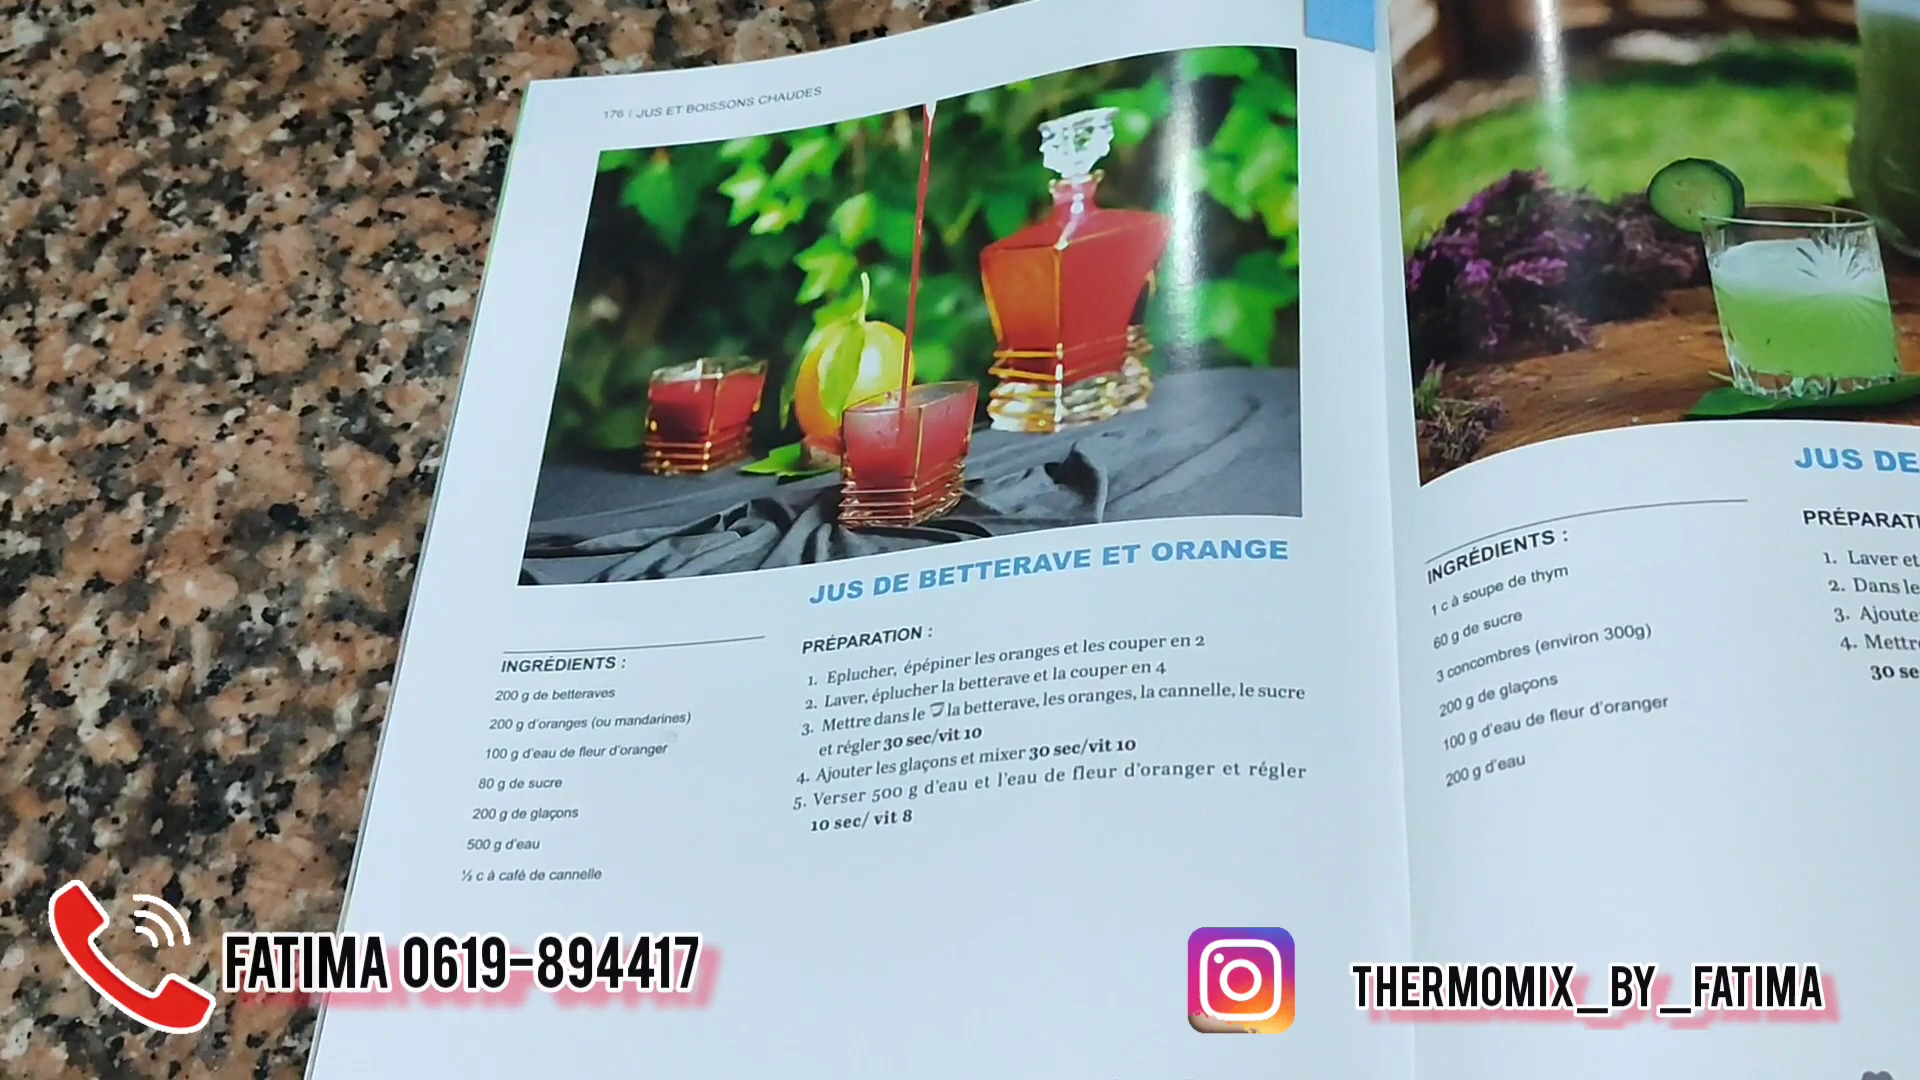 176 | JUS ET BOISSONS CHAUDES
JUS DE BETTERAVE ET ORANGE
INGRÉDIENTS :
200 g de betteraves
200 g d'oranges (ou mandarines)
100 g d'eau de fleur d'oranger
80 g de sucre
200 g de glaçons
500 g d'eau
½ c à café de cannelle
PRÉPARATION :
1. Eplucher, épépiner les oranges et les couper en 2
2. Laver, éplucher la betterave et la couper en 4
3. Mettre dans le la betterave, les oranges, la cannelle, le sucre
et régler 30 sec/vit 10
4. Ajouter les glaçons et mixer 30 sec/vit 10
5. Verser 500 g d'eau et l'eau de fleur d'oranger et régler
10 sec/ vit 8
JUS DE
INGRÉDIENTS :
1 c à soupe de thym
60 g de sucre
3 concombres (environ 300g)
200 g de glaçons
100 g d'eau de fleur d'oranger
200 g d'eau
PRÉPARATI
1. Laver et
2. Dans le
3. Ajoute
4. Mettr
30 se
FATIMA 0619-894417
THERMOMIX_BY_FATIMA